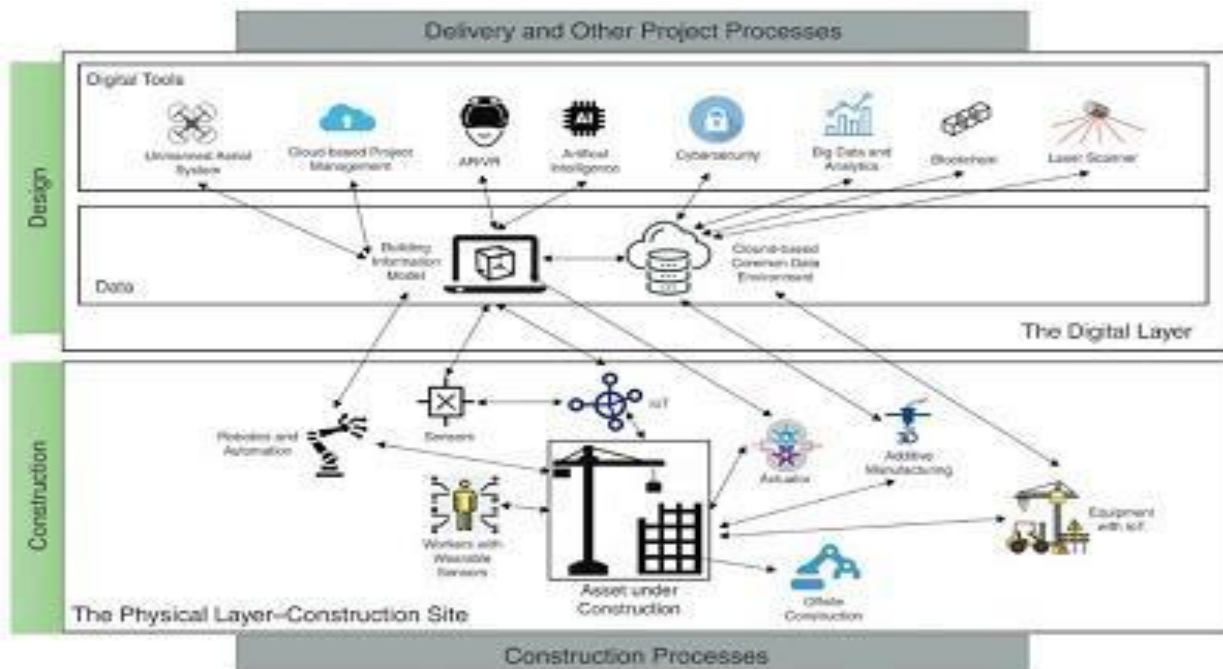 Delivery and Other Project Processes
Design
Digital Tools
Unmanned Aerial
System
Cloud-based Project
Management
AR/VR
AI
Artificial
Intelligence
Cybersecurity
Big Data and
Analytics
Blockchain
Laser Scanner
Building
Information
Model
Clound-based
Common Data
Environment
Data
The Digital Layer
Construction
Robotics and
Automation
Sensors
IoT
Actuator
3D
Additive
Manufacturing
Workers with
Wearable
Sensors
Equipment
with IoT
Asset under
Construction
Offsite
Construction
The Physical Layer–Construction Site
Construction Processes